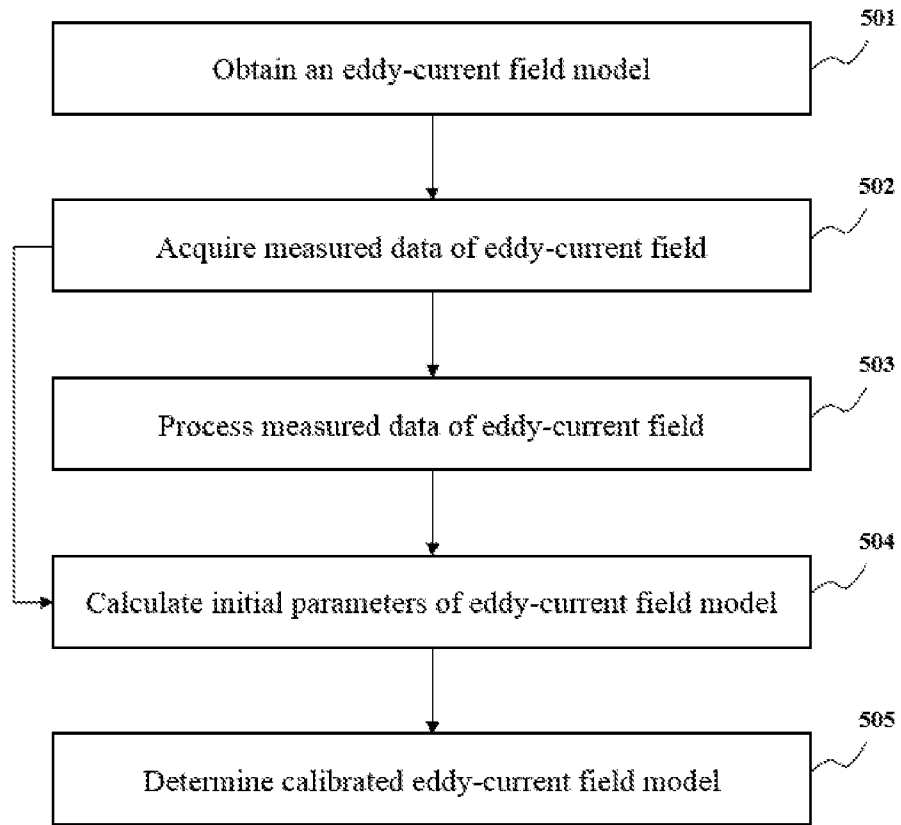 501
Obtain an eddy-current field model
502
Acquire measured data of eddy-current field
503
Process measured data of eddy-current field
504
Calculate initial parameters of eddy-current field model
505
Determine calibrated eddy-current field model